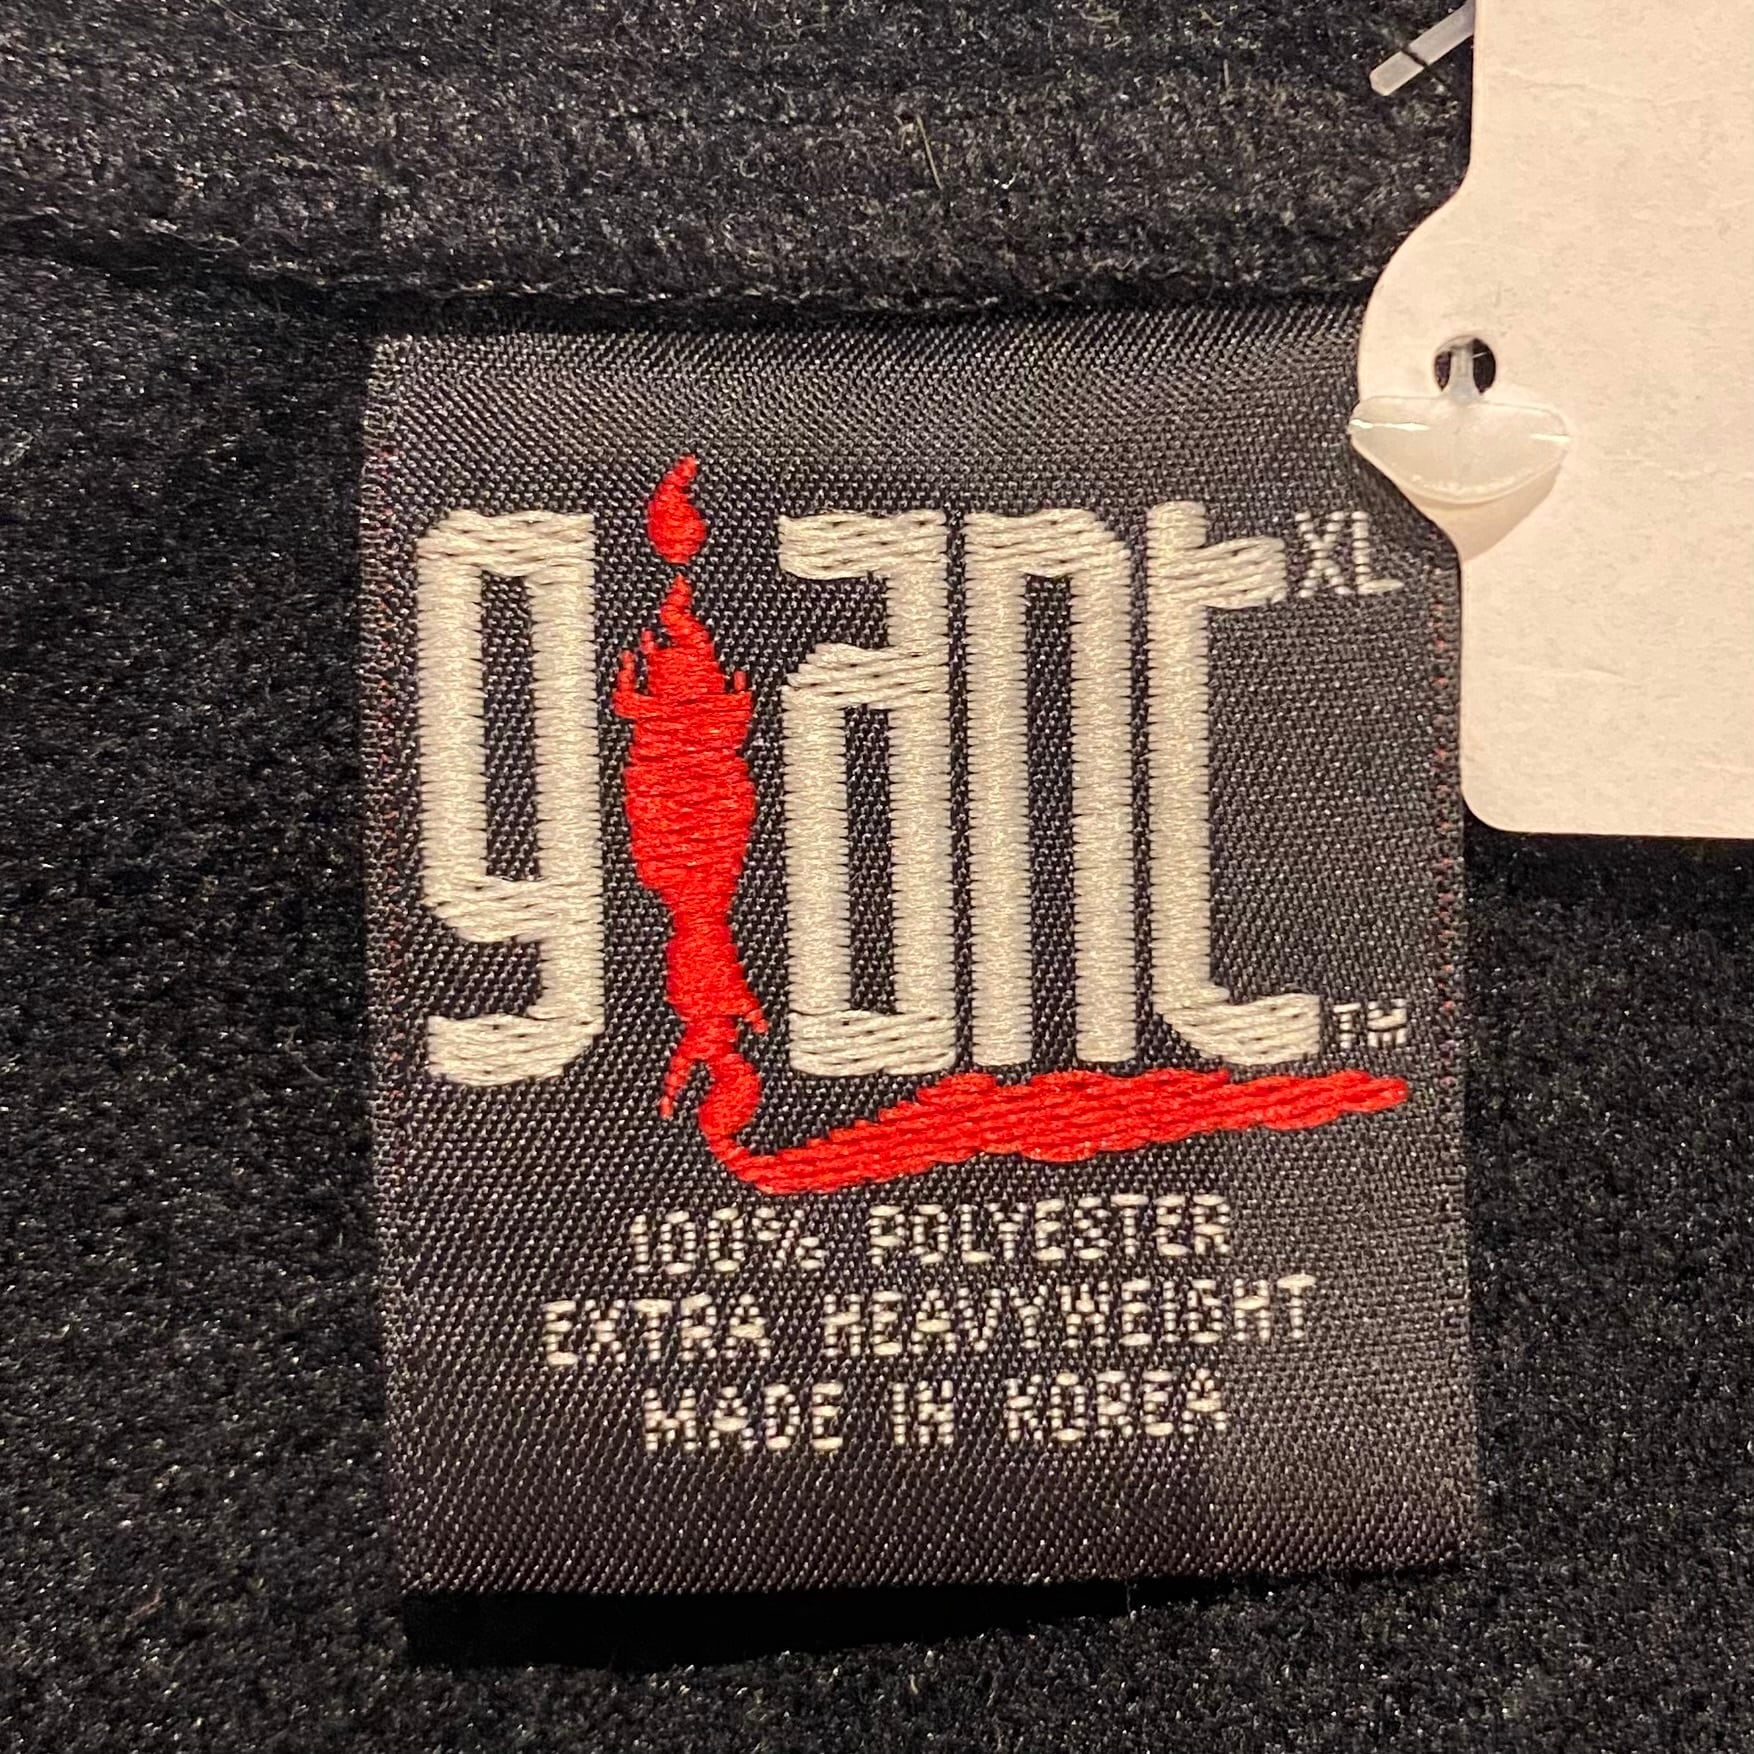 giant XL
TM
100% POLYESTER
EXTRA HEAVYWEIGHT
MADE IN KOREA